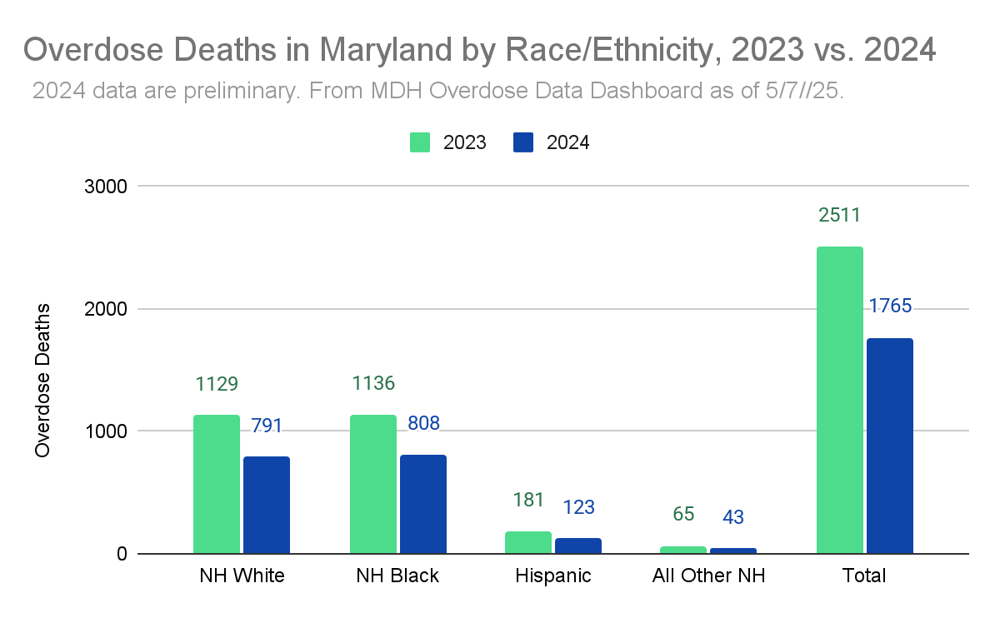 Overdose Deaths in Maryland by Race/Ethnicity, 2023 vs. 2024
2024 data are preliminary. From MDH Overdose Data Dashboard as of 5/7//25.
2023 2024
3000
2000
1000
0
Overdose Deaths
1129 791 1136 808 181 123 65 43 2511 1765
NH White NH Black Hispanic All Other NH Total